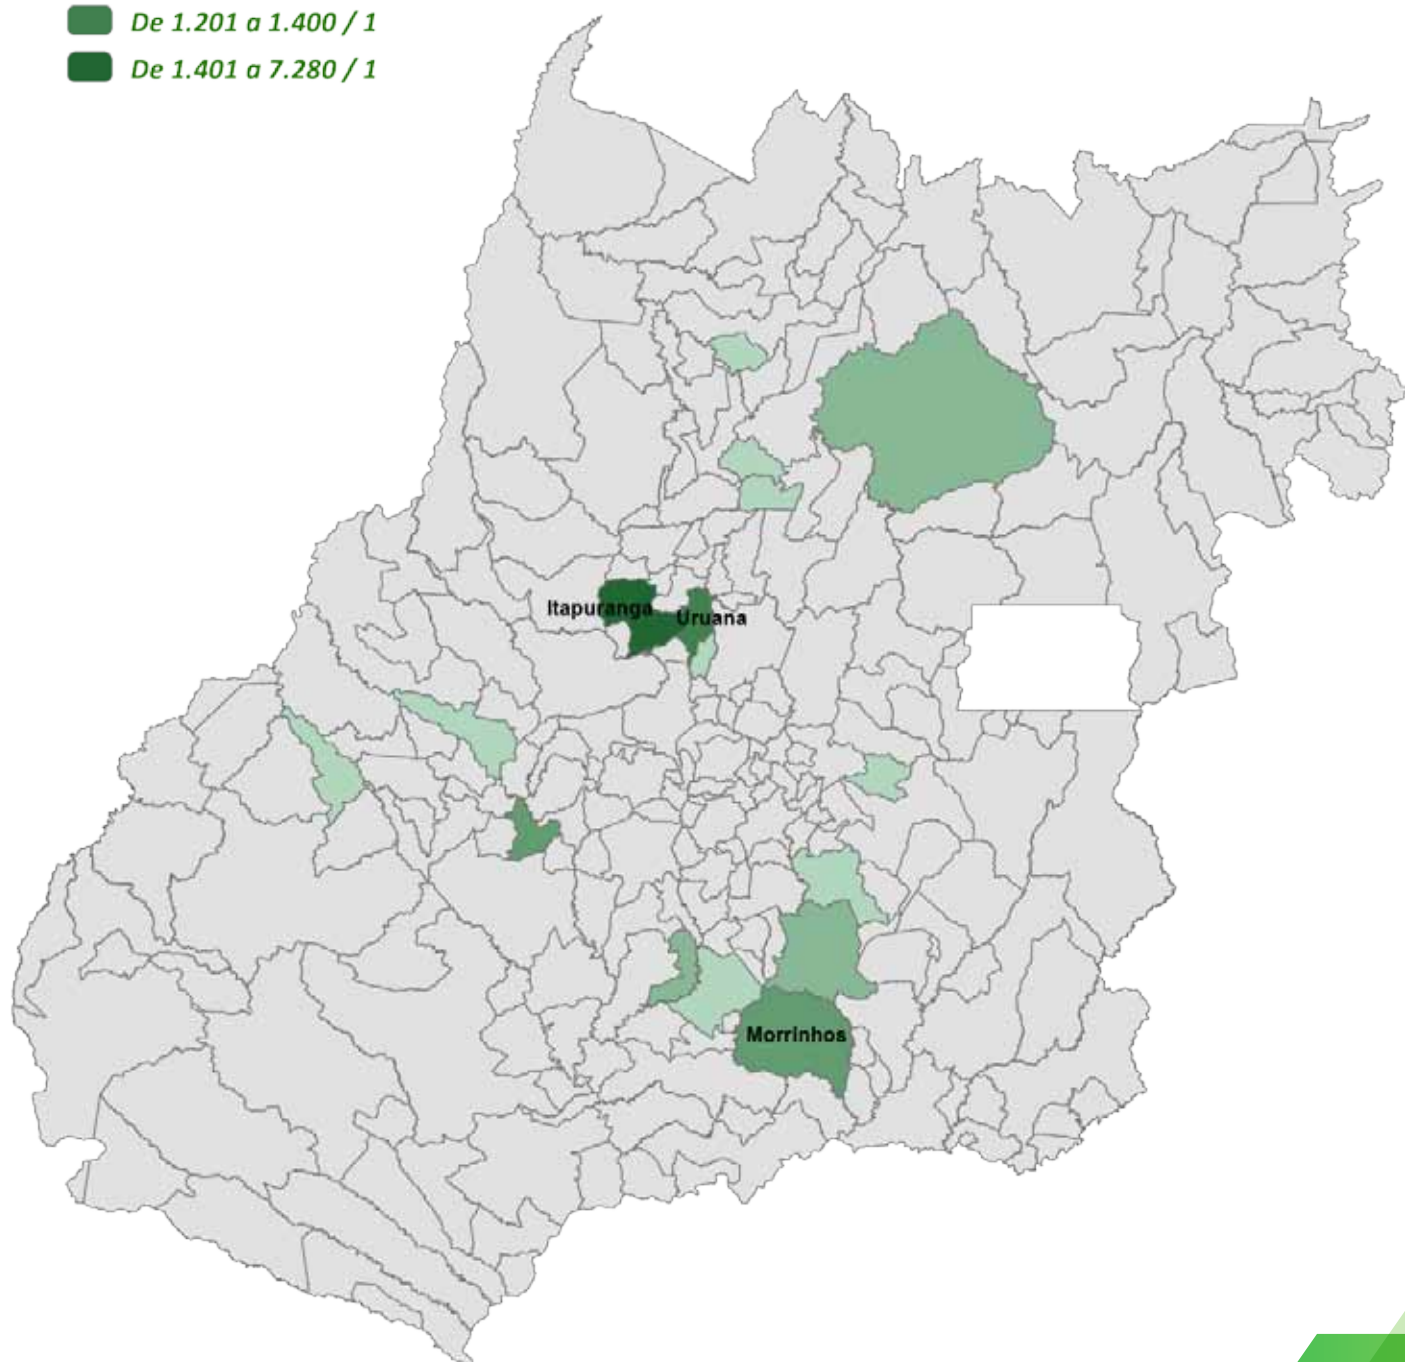 De 1.201 a 1.400 / 1
De 1.401 a 7.280 / 1
Itapuranga
Uruana
Morrinhos